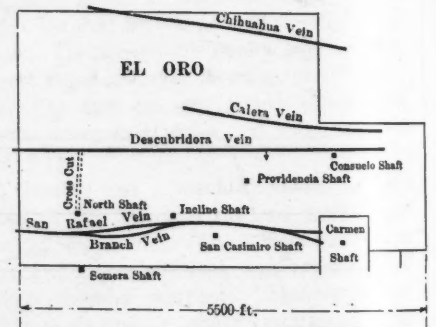 Chihuahua Vein
EL ORO
Calera Vein
Descubridora Vein
Cross Cut
Consuelo Shaft
Providencia Shaft
North Shaft
Incline Shaft
San Rafael Vein
Branch Vein
San Casimiro Shaft
Carmen
Shaft
Somera Shaft
5500 ft.